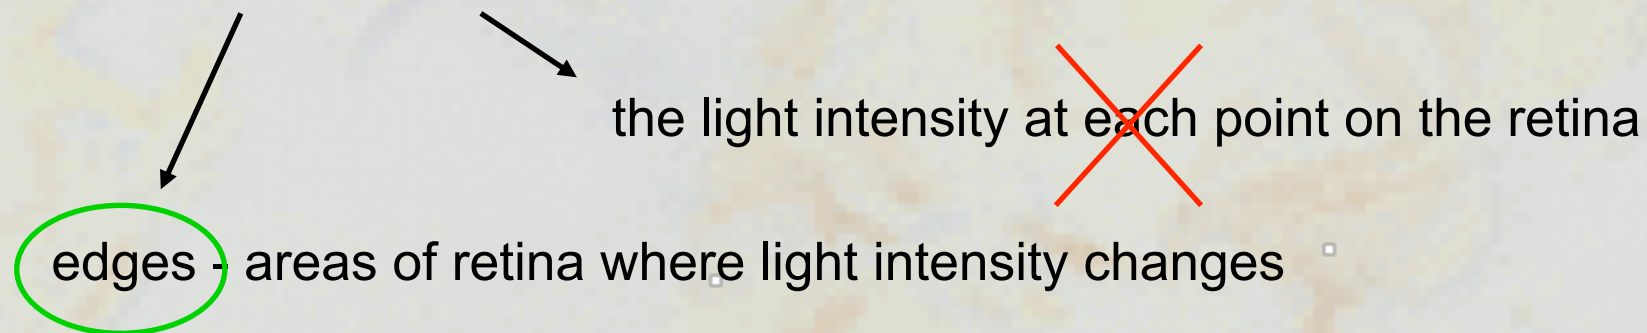 the light intensity at each point on the retina
edges - areas of retina where light intensity changes